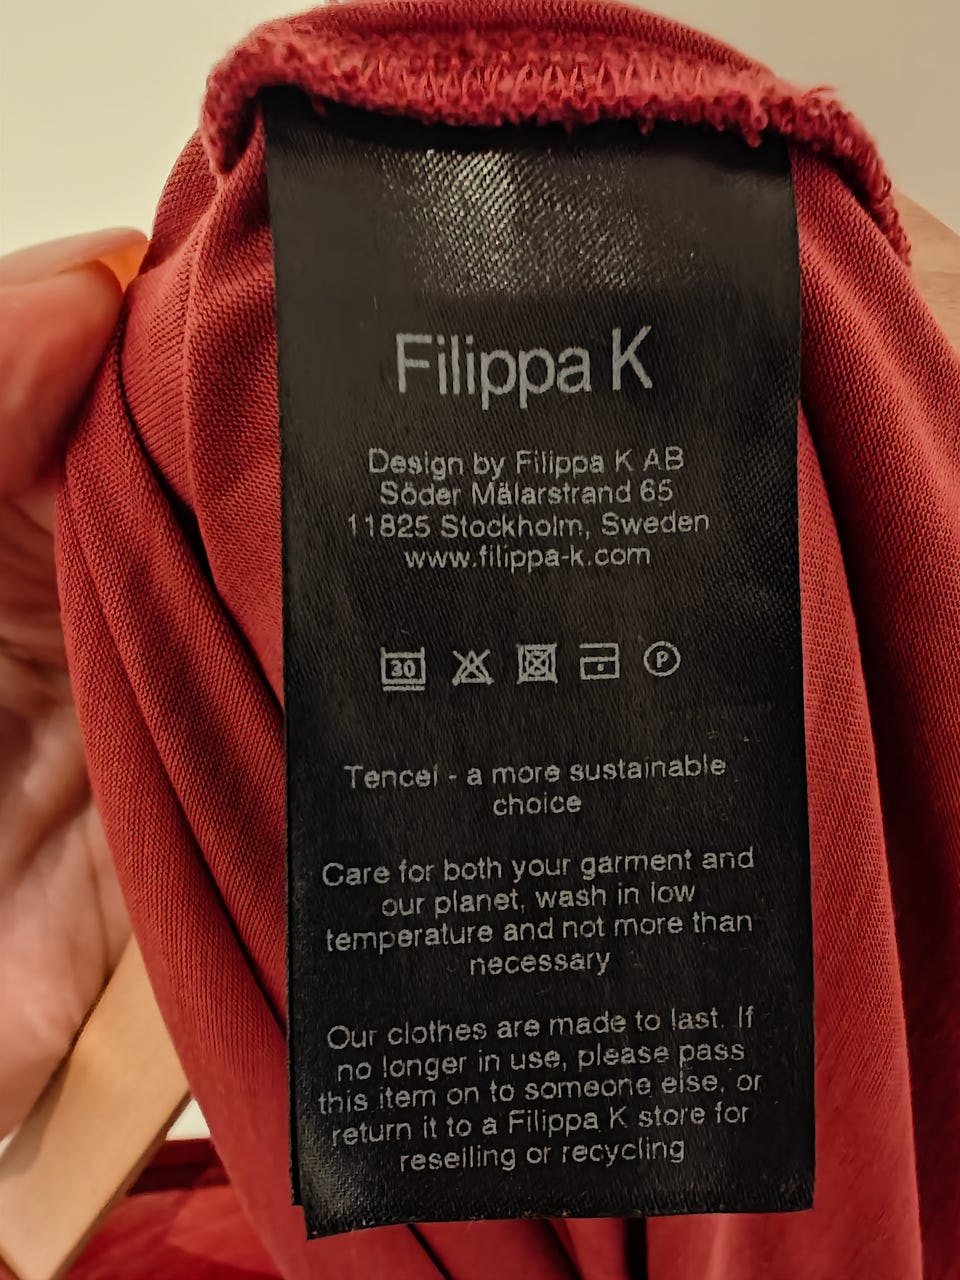 Filippa K
Design by Filippa K AB
Söder Mälarstrand 65
11825 Stockholm, Sweden
www.filippa-k.com
30 P
Tencel - a more sustainable
choice
Care for both your garment and
our planet, wash in low
temperature and not more than
necessary
Our clothes are made to last. If
no longer in use, please pass
this item on to someone else, or
return it to a Filippa K store for
reselling or recycling